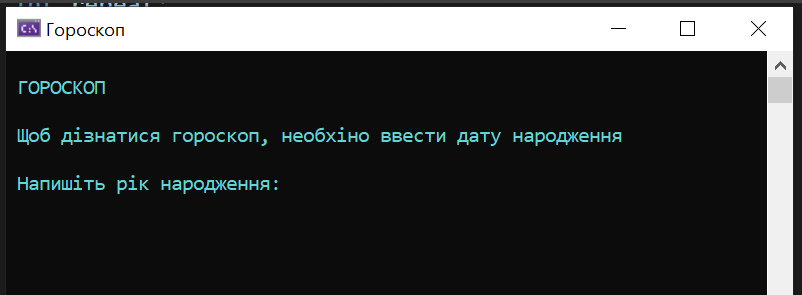 Гороскоп
ГОРОСКОП
Щоб дізнатися гороскоп, необхіно ввести дату народження
Напишіть рік народження: